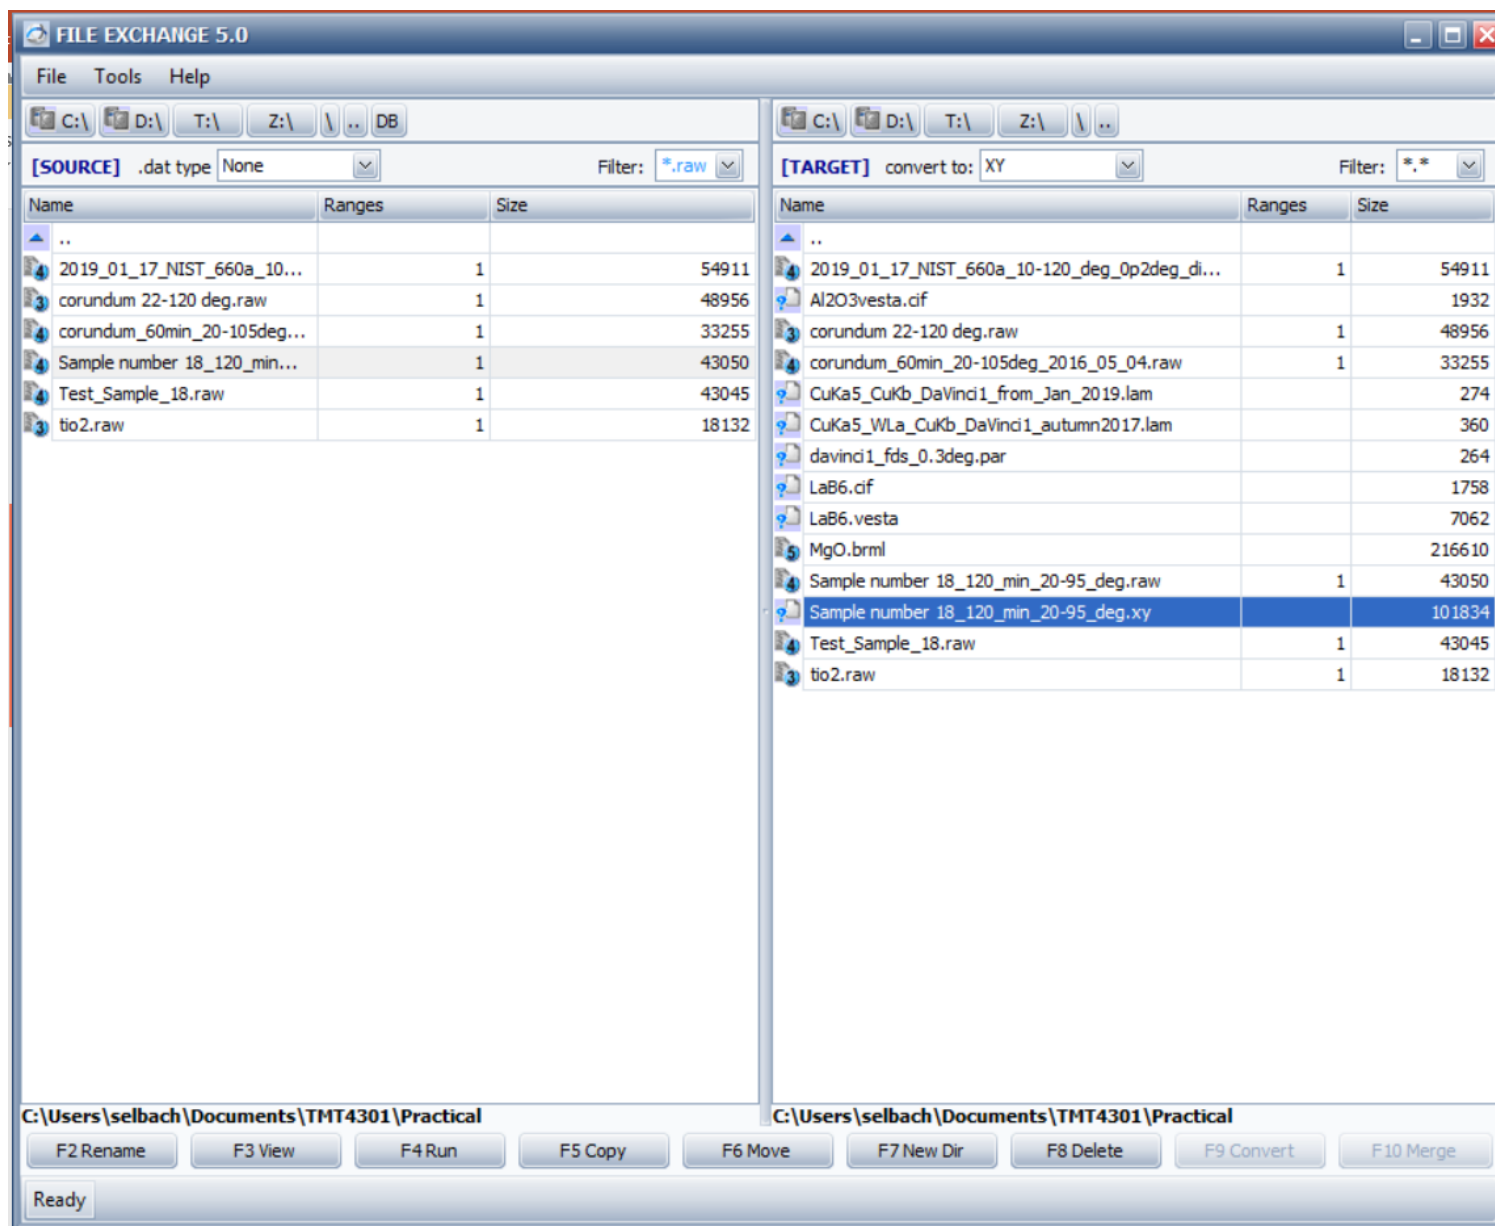 FILE EXCHANGE 5.0
File Tools Help
C:\ D:\ T:\ Z:\ \ .. DB
[SOURCE] .dat type None Filter: *.raw
Name Ranges Size
..
2019_01_17_NIST_660a_10... 1 54911
corundum 22-120 deg.raw 1 48956
corundum_60min_20-105deg... 1 33255
Sample number 18_120_min... 1 43050
Test_Sample_18.raw 1 43045
tio2.raw 1 18132
C:\Users\selbach\Documents\TMT4301\Practical
C:\ D:\ T:\ Z:\ \ ..
[TARGET] convert to: XY Filter: *.*
Name Ranges Size
..
2019_01_17_NIST_660a_10-120_deg_0p2deg_di... 1 54911
Al2O3vesta.cif 1932
corundum 22-120 deg.raw 1 48956
corundum_60min_20-105deg_2016_05_04.raw 1 33255
CuKa5_CuKb_DaVinci1_from_Jan_2019.lam 274
CuKa5_WLa_CuKb_DaVinci1_autumn2017.lam 360
davinci1_fds_0.3deg.par 264
LaB6.cif 1758
LaB6.vesta 7062
MgO.brml 216610
Sample number 18_120_min_20-95_deg.raw 1 43050
Sample number 18_120_min_20-95_deg.xy 101834
Test_Sample_18.raw 1 43045
tio2.raw 1 18132
C:\Users\selbach\Documents\TMT4301\Practical
F2 Rename F3 View F4 Run F5 Copy F6 Move F7 New Dir F8 Delete F9 Convert F10 Merge
Ready